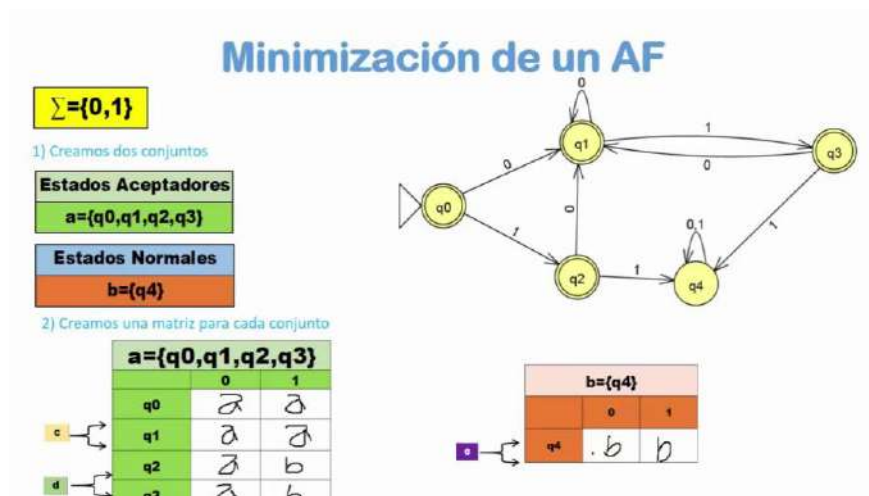 Minimización de un AF
∑={0,1}
1) Creamos dos conjuntos
Estados Aceptadores
a={q0,q1,q2,q3}
Estados Normales
b={q4}
2) Creamos una matriz para cada conjunto
0
q1
1
0
q3
0
q0
1
0
1
0,1
q2
1
q4
a={q0,q1,q2,q3}
0 1
q0 a a
c q1 a a
q2 a b
d q3 a b
b={q4}
0 1
e q4 . b b